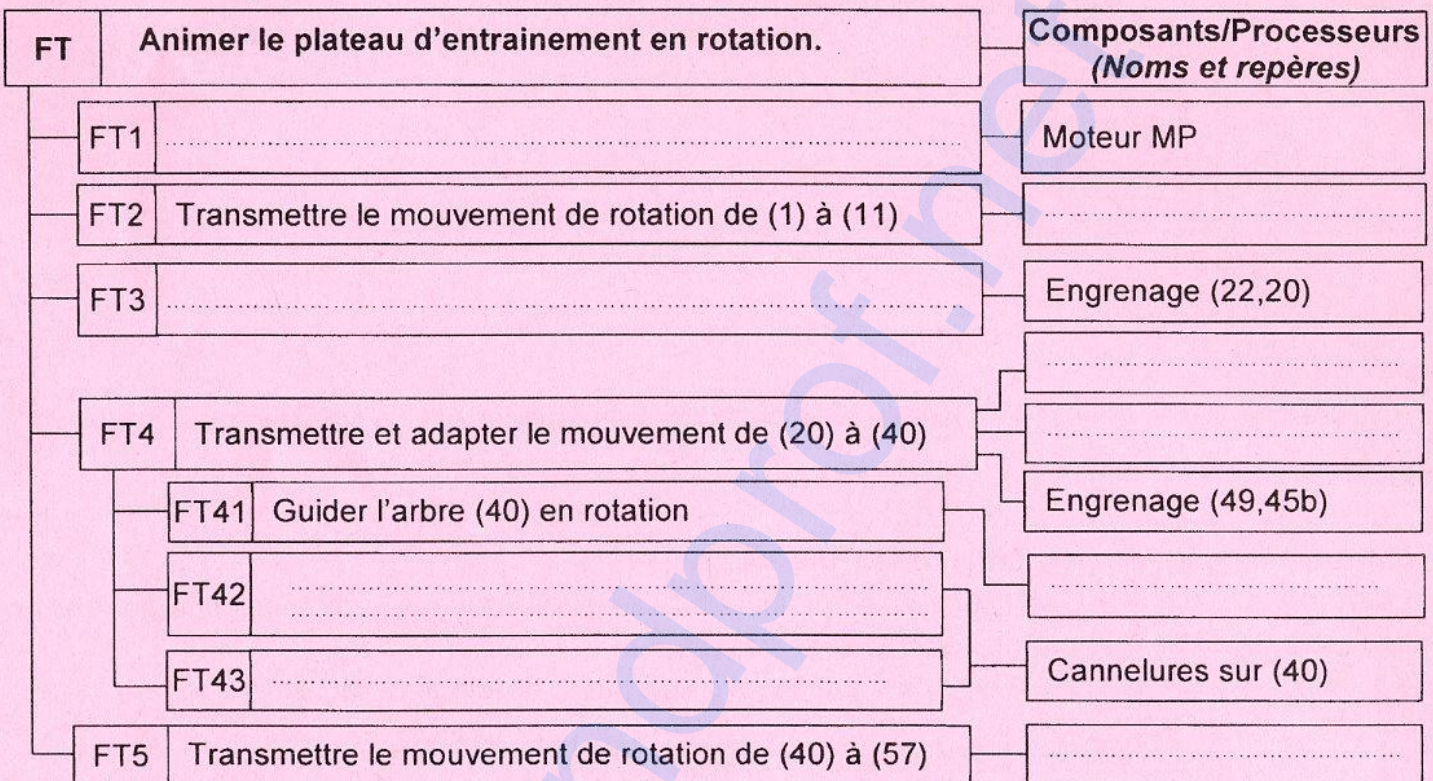 FT Animer le plateau d'entrainement en rotation.
Composants/Processeurs
(Noms et repères)
FT1 ................................
Moteur MP
FT2 Transmettre le mouvement de rotation de (1) à (11)
................................
FT3 ................................
Engrenage (22,20)
................................
FT4 Transmettre et adapter le mouvement de (20) à (40)
................................
Engrenage (49,45b)
FT41 Guider l'arbre (40) en rotation
................................
FT42 ................................
................................
FT43 ................................
Cannelures sur (40)
FT5 Transmettre le mouvement de rotation de (40) à (57)
................................